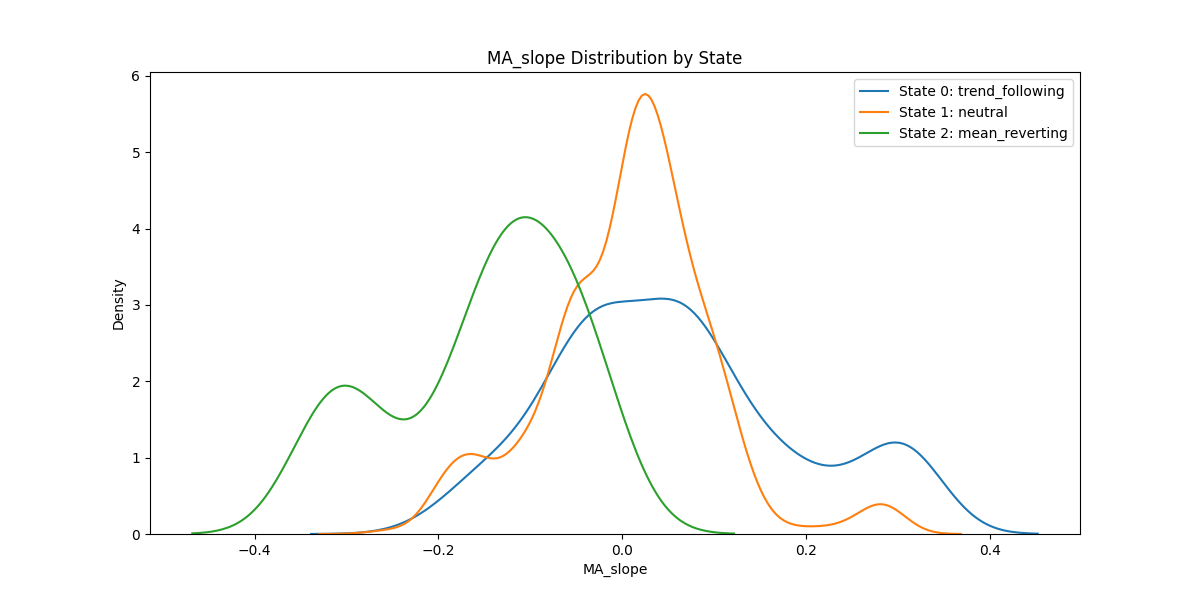 MA_slope Distribution by State
State 0: trend_following
State 1: neutral
State 2: mean_reverting
Density
6
5
4
3
2
1
0
−0.4
−0.2
0.0
0.2
0.4
MA_slope